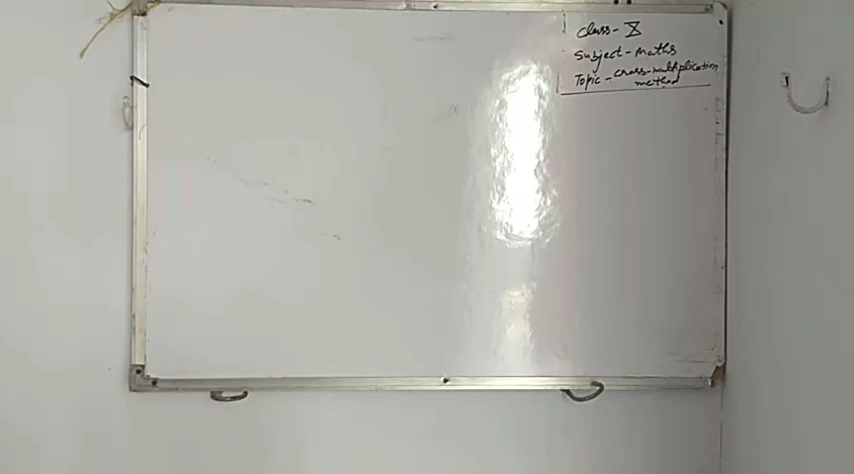 Class- X
Subject- Maths
Topic - Cross-multiplication
method